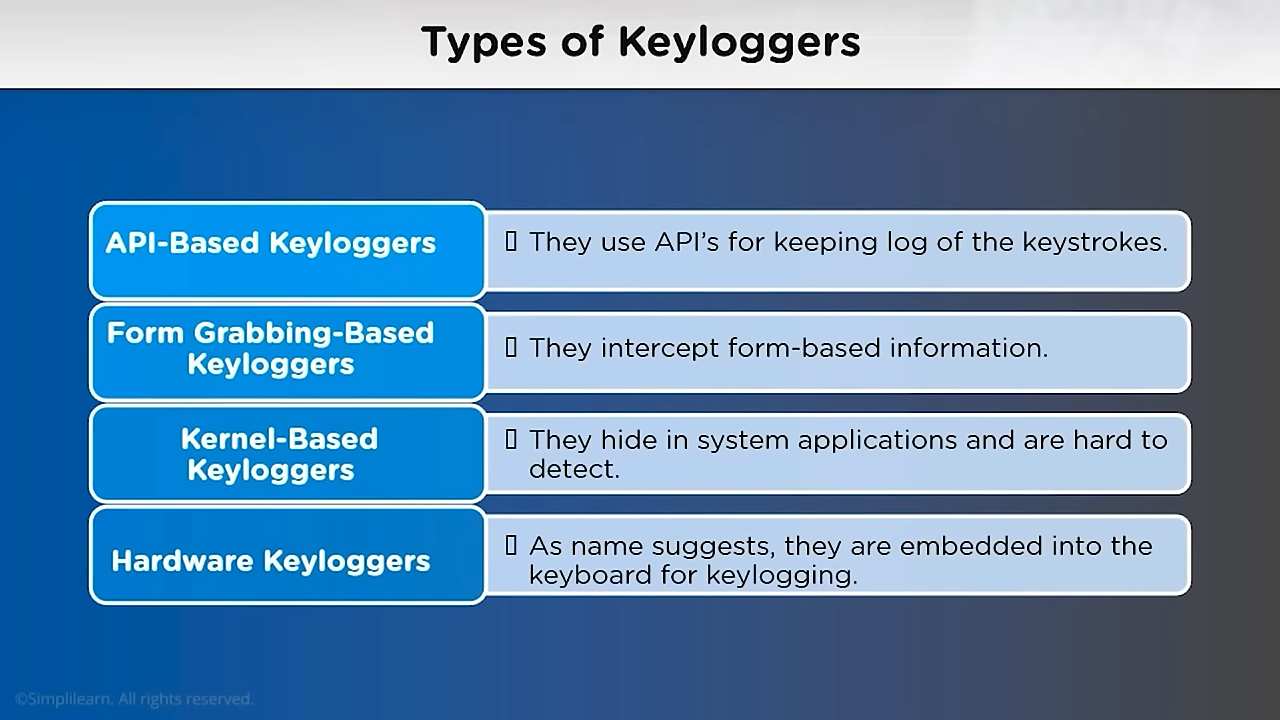 Types of Keyloggers
API-Based Keyloggers
They use API’s for keeping log of the keystrokes.
Form Grabbing-Based
Keyloggers
They intercept form-based information.
Kernel-Based
Keyloggers
They hide in system applications and are hard to
detect.
Hardware Keyloggers
As name suggests, they are embedded into the
keyboard for keylogging.
©Simplilearn. All rights reserved.